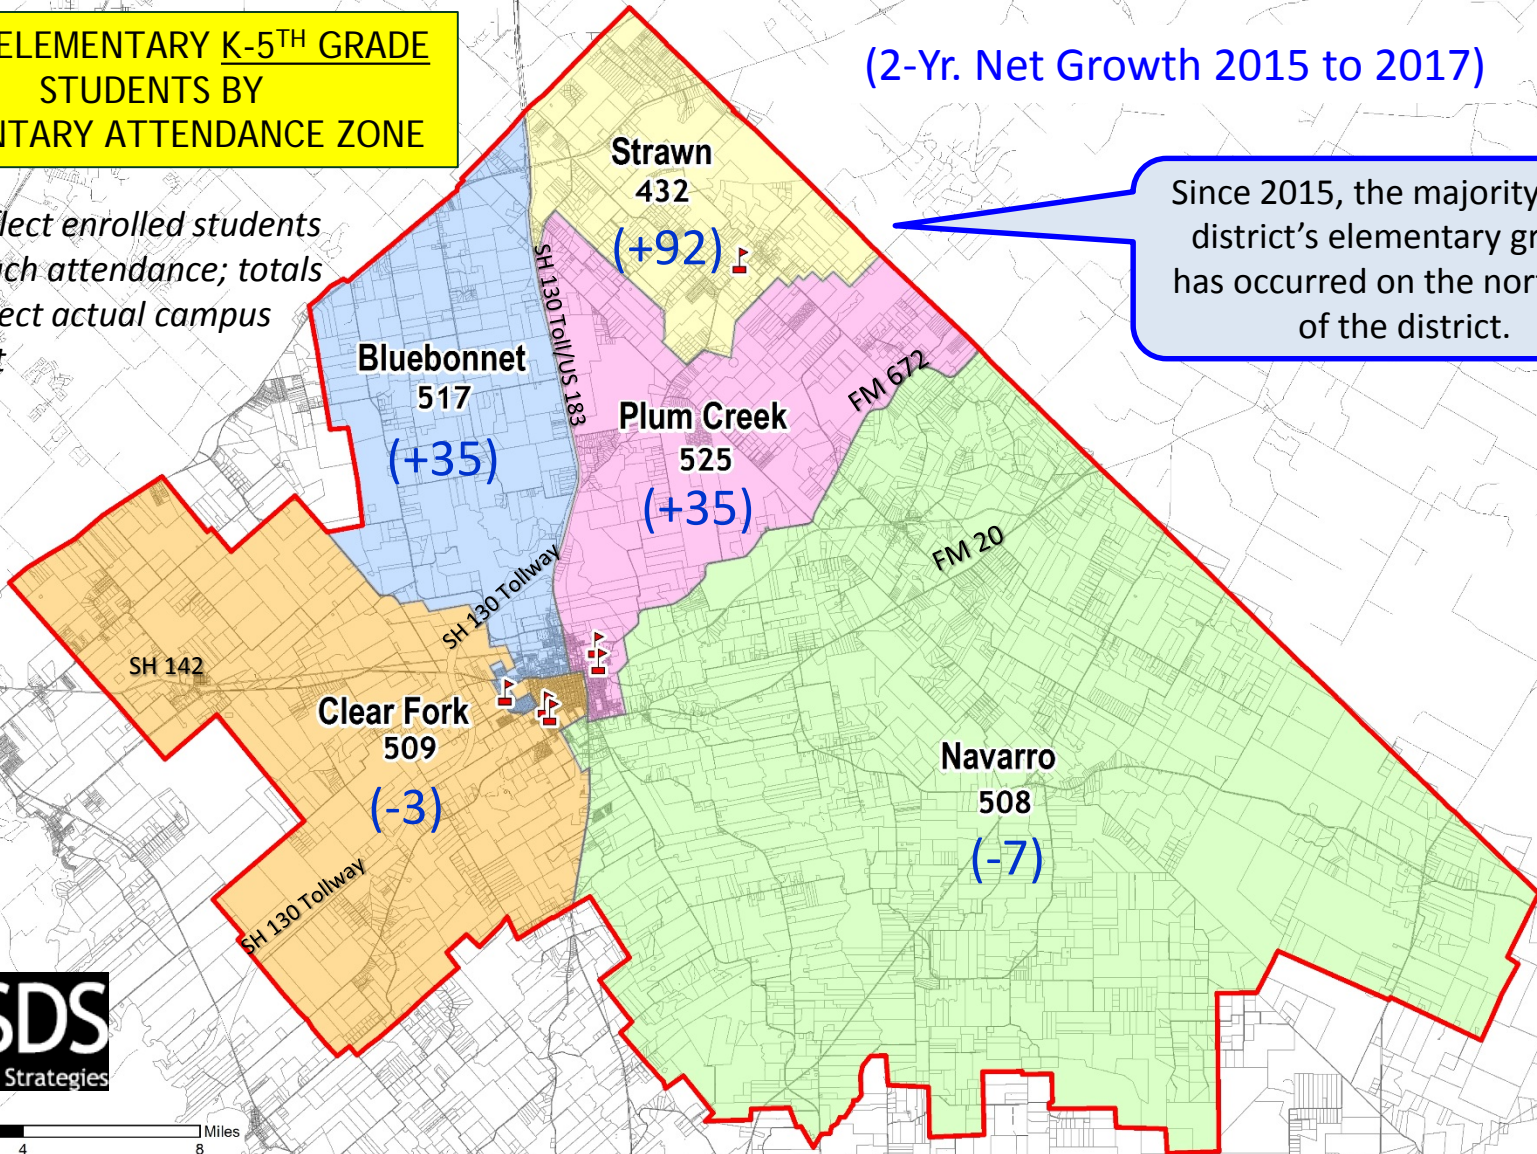 ELEMENTARY K-5TH GRADE
STUDENTS BY
NTARY ATTENDANCE ZONE
(2-Yr. Net Growth 2015 to 2017)
lect enrolled students
ch attendance; totals
ect actual campus
t
Since 2015, the majority
district's elementary gr
has occurred on the nor
of the district.
Strawn
432
(+92)
SH 130 Toll/US 183
Bluebonnet
517
(+35)
Plum Creek
525
(+35)
FM 672
FM 20
SH 130 Tollway
SH 142
Clear Fork
509
(-3)
Navarro
508
(-7)
SH 130 Tollway
SDS
Strategies
Miles
4 8